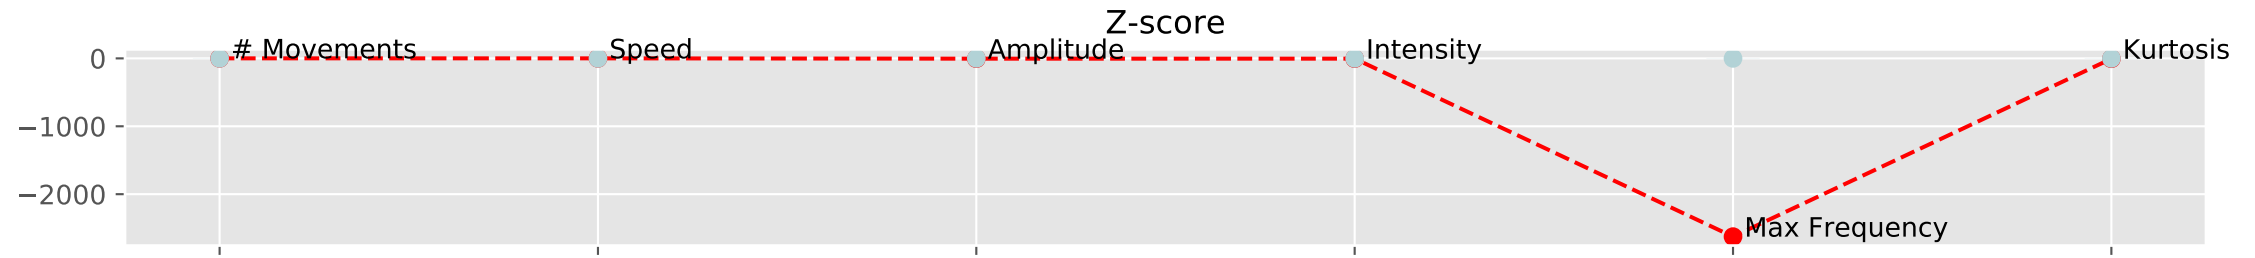 Z-score
0
# Movements
Speed
Amplitude
Intensity
Kurtosis
−1000
−2000
Max Frequency